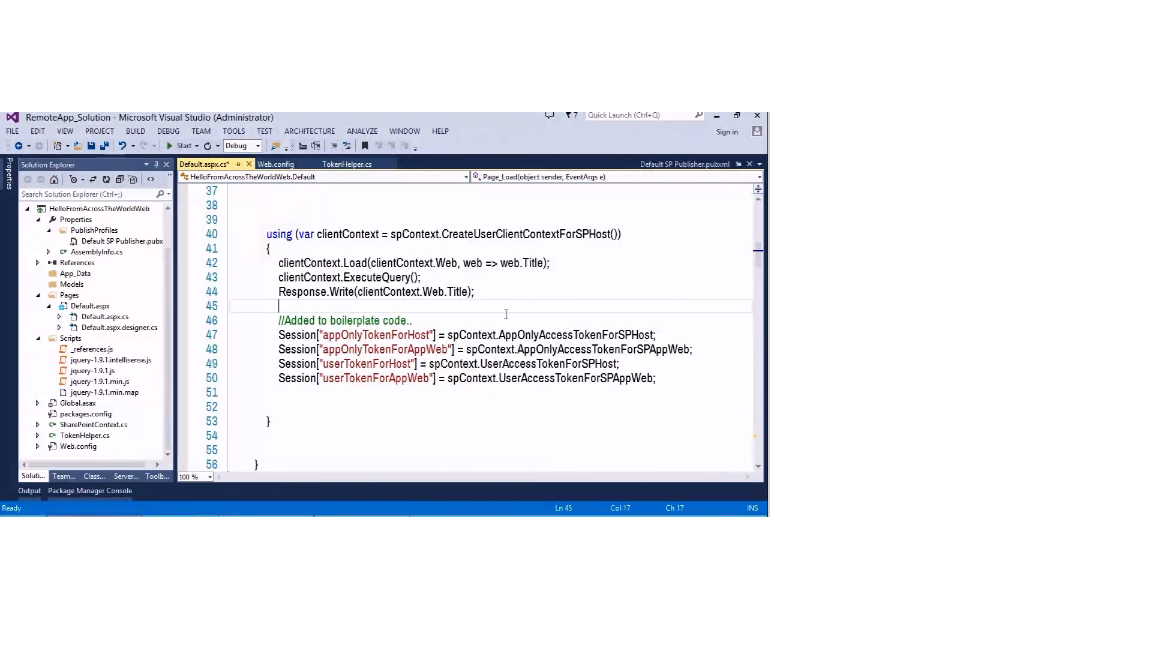 RemoteApp_Solution - Microsoft Visual Studio (Administrator)
7
Quick Launch (Ctrl+Q)
FILE EDIT VIEW PROJECT BUILD DEBUG TEAM TOOLS TEST ARCHITECTURE ANALYZE WINDOW HELP
Sign in
Start Debug
Properties
Solution Explorer
Default.aspx.cs* Web.config TokenHelper.cs Default SP Publisher.pubxml
HelloFromAcrossTheWorldWeb.Default Page_Load(object sender, EventArgs e)
Search Solution Explorer (Ctrl+;)
HelloFromAcrossTheWorldWeb
Properties
PublishProfiles
Default SP Publisher.pubx
AssemblyInfo.cs
References
App_Data
Models
Pages
Default.aspx
Default.aspx.cs
Default.aspx.designer.cs
Scripts
_references.js
jquery-1.9.1.intellisense.js
jquery-1.9.1.js
jquery-1.9.1.min.js
jquery-1.9.1.min.map
Global.asax
packages.config
SharePointContext.cs
TokenHelper.cs
Web.config
Soluti... Team... Class... Server... Toolb...
37
38
39
40 using (var clientContext = spContext.CreateUserClientContextForSPHost())
41 {
42 clientContext.Load(clientContext.Web, web => web.Title);
43 clientContext.ExecuteQuery();
44 Response.Write(clientContext.Web.Title);
45
46 //Added to boilerplate code..
47 Session["appOnlyTokenForHost"] = spContext.AppOnlyAccessTokenForSPHost;
48 Session["appOnlyTokenForAppWeb"] = spContext.AppOnlyAccessTokenForSPAppWeb;
49 Session["userTokenForHost"] = spContext.UserAccessTokenForSPHost;
50 Session["userTokenForAppWeb"] = spContext.UserAccessTokenForSPAppWeb;
51
52
53 }
54
55
56 }
100 %
Output Package Manager Console
Ready Ln 45 Col 17 Ch 17 INS